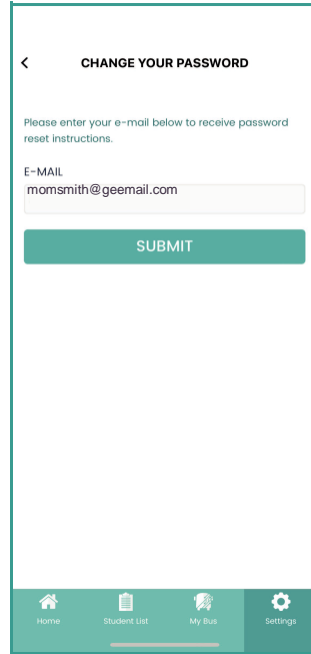 CHANGE YOUR PASSWORD
Please enter your e-mail below to receive password
reset instructions.
E-MAIL
momsmith@geemail.com
SUBMIT
Home
Student List
My Bus
Settings